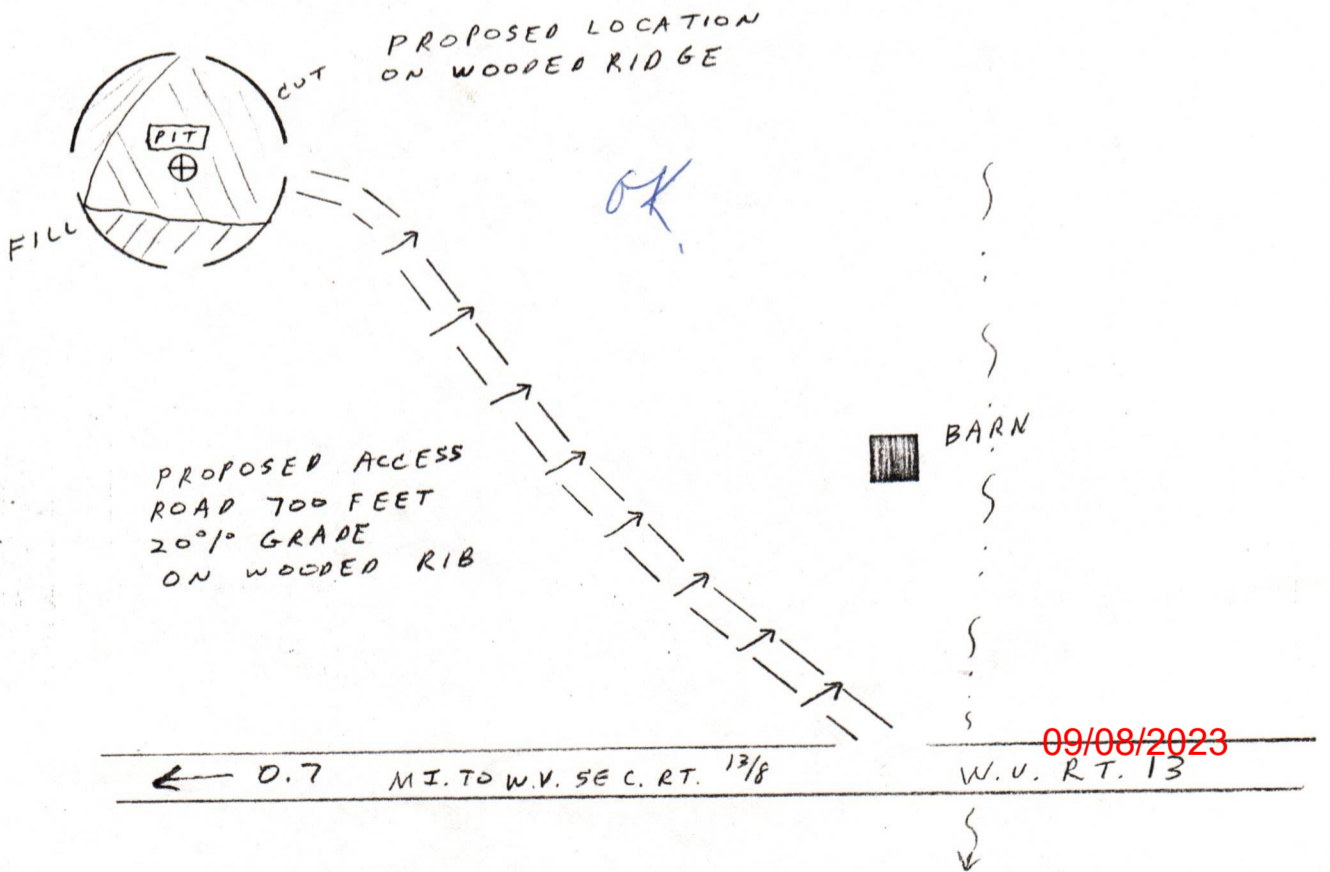 PROPOSED LOCATION
ON WOODED RIDGE
CUT
PIT
FILL
OK
BARN
PROPOSED ACCESS
ROAD 700 FEET
20% GRADE
ON WOODED RIB
09/08/2023
0.7 MI. TO W.V. SEC. RT. 13/8
W.V. RT. 13